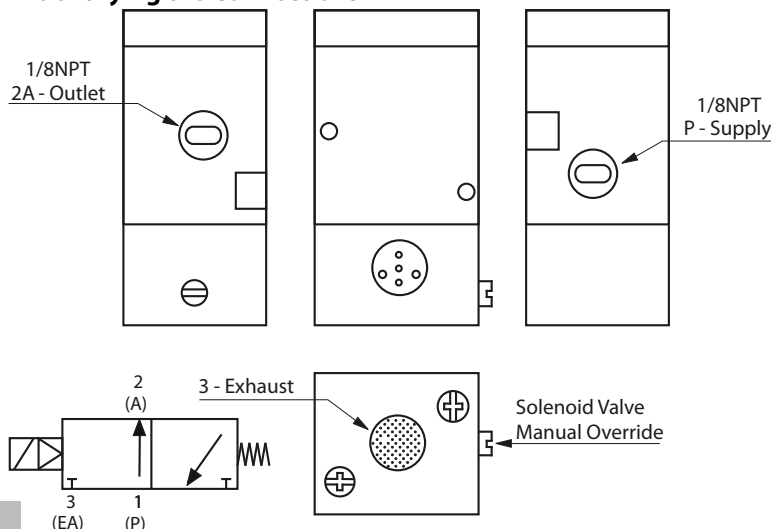 1/8NPT
2A - Outlet
1/8NPT
P - Supply
2
(A)
3 - Exhaust
Solenoid Valve
Manual Override
3
1
(EA)
(P)